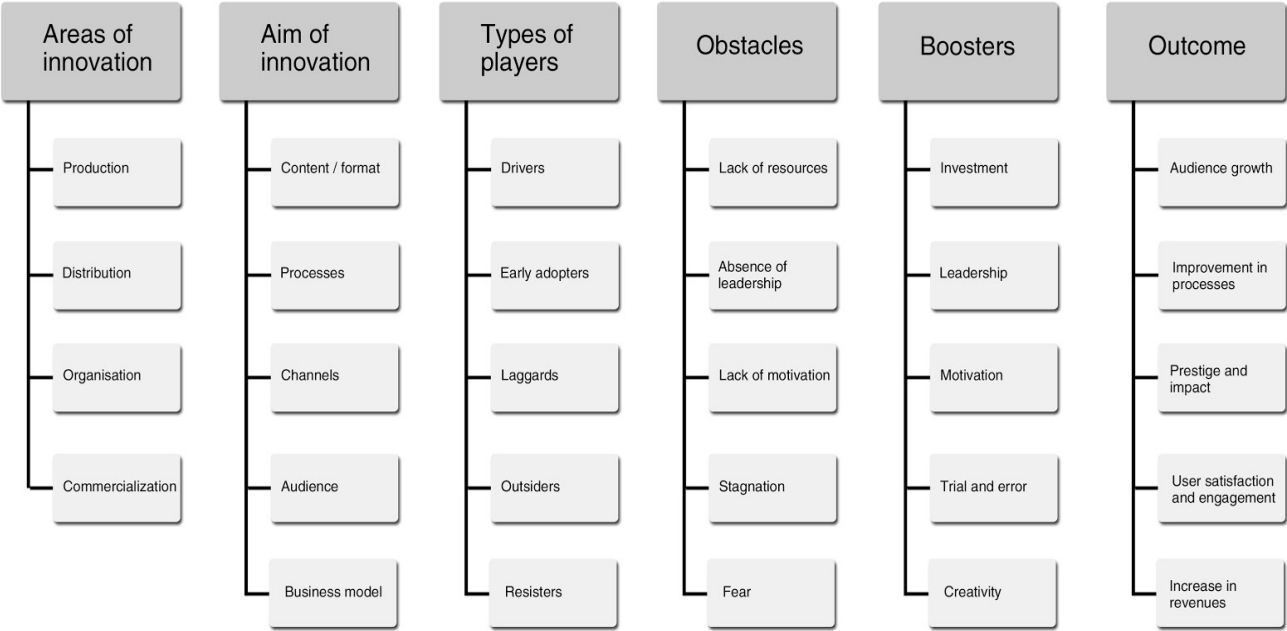 Areas of
innovation
Production
Distribution
Organisation
Commercialization
Aim of
innovation
Content / format
Processes
Channels
Audience
Business model
Types of
players
Drivers
Early adopters
Laggards
Outsiders
Resisters
Obstacles
Lack of resources
Absence of
leadership
Lack of motivation
Stagnation
Fear
Boosters
Investment
Leadership
Motivation
Trial and error
Creativity
Outcome
Audience growth
Improvement in
processes
Prestige and
impact
User satisfaction
and engagement
Increase in
revenues